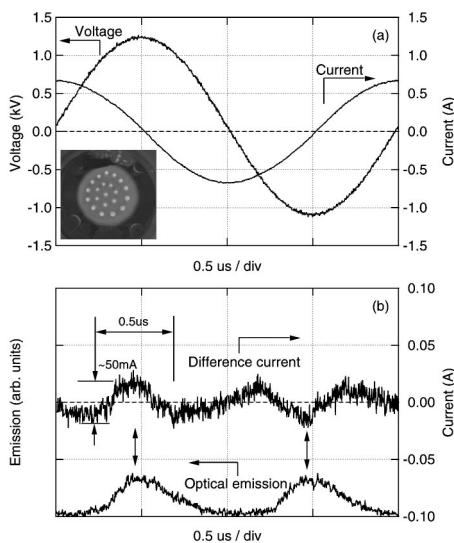 1.5
1.0
0.5
0.0
-0.5
-1.0
-1.5
Voltage (kV)
Voltage
(a)
Current
1.0
0.5
0.0
-0.5
-1.0
-1.5
Current (A)
0.5 us / div
Emission (arb. units)
0.5us
~50mA
(b)
Difference current
Optical emission
0.10
0.05
0.00
-0.05
-0.10
Current (A)
0.5 us / div